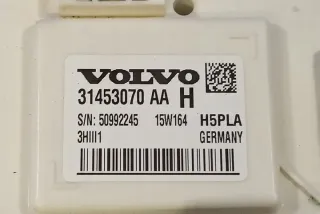 VOLVO
31453070 AA H
S/N: 50992245 15W164 H5PLA
3HIII1 GERMANY